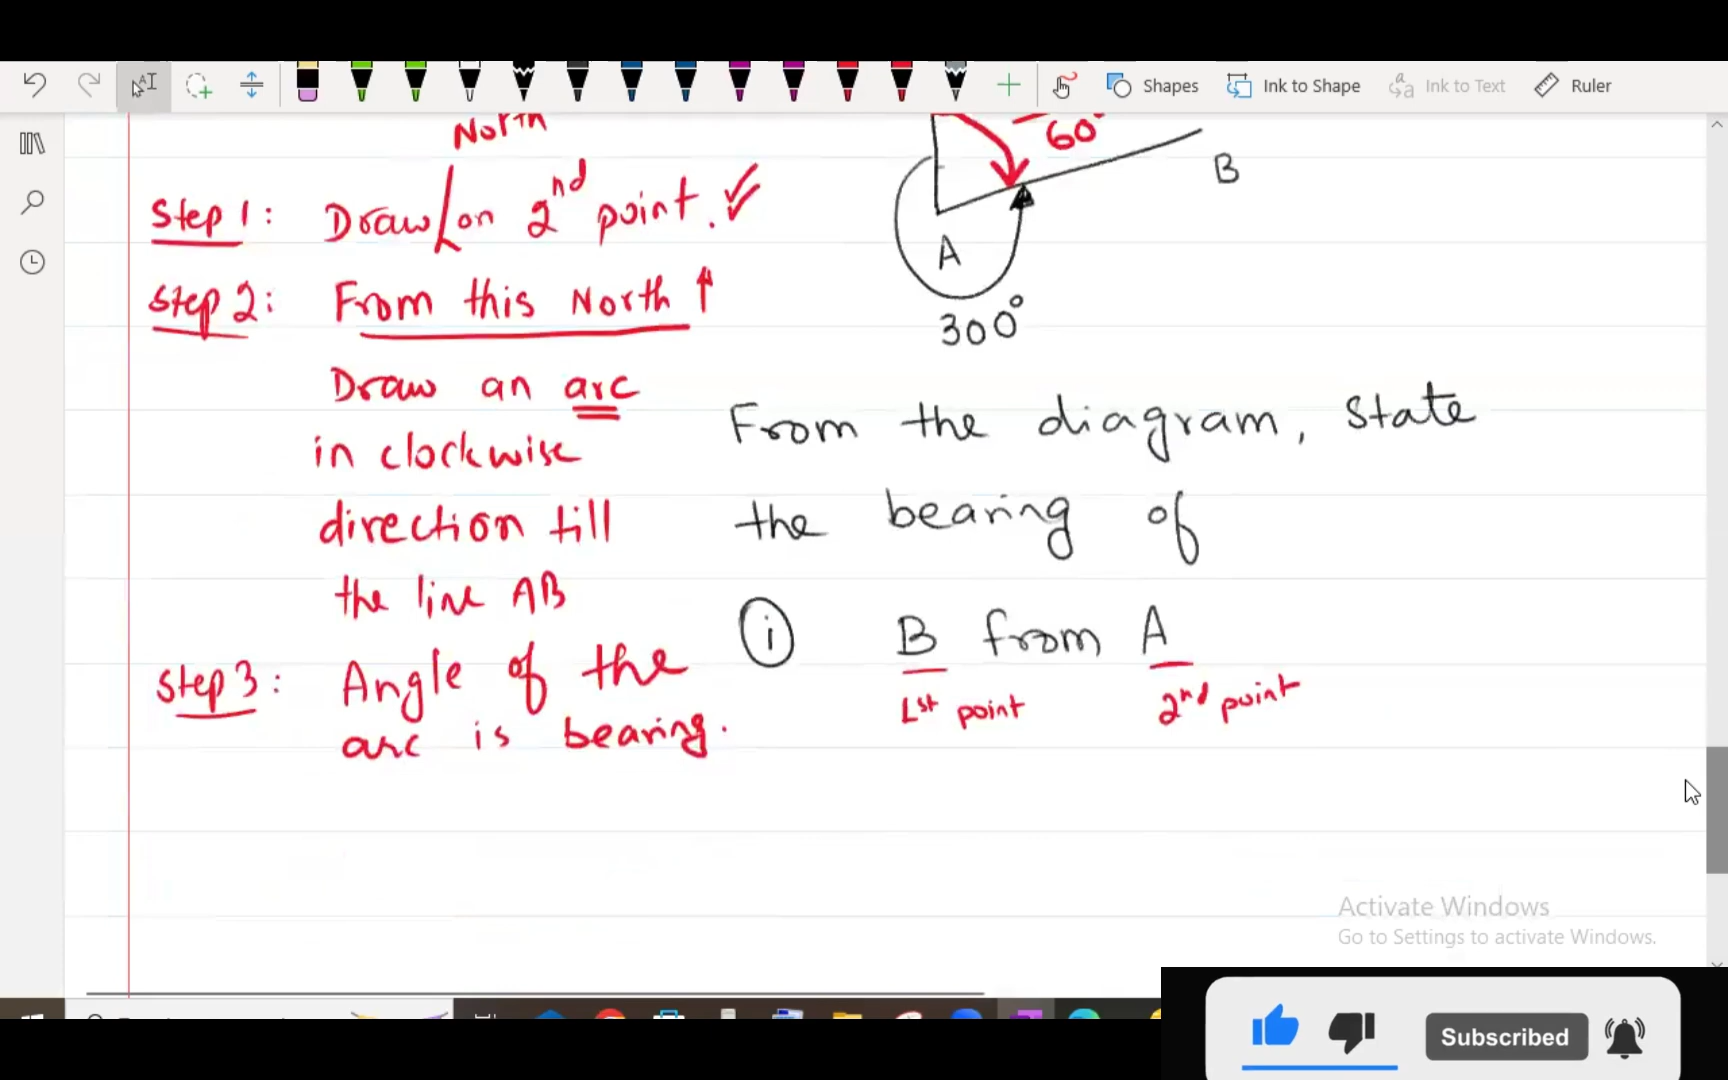 Shapes
Ink to Shape
Ink to Text
Ruler
North
Step 1: Draw on 2nd point.
Step 2: From this North ↑
Draw an arc
in clockwise
direction till
the line AB
Step 3: Angle of the
arc is bearing.
60°
B
A
300°
From the diagram, State
the bearing of
i B from A
1st point 2nd point
Activate Windows
Go to Settings to activate Windows.
Subscribed